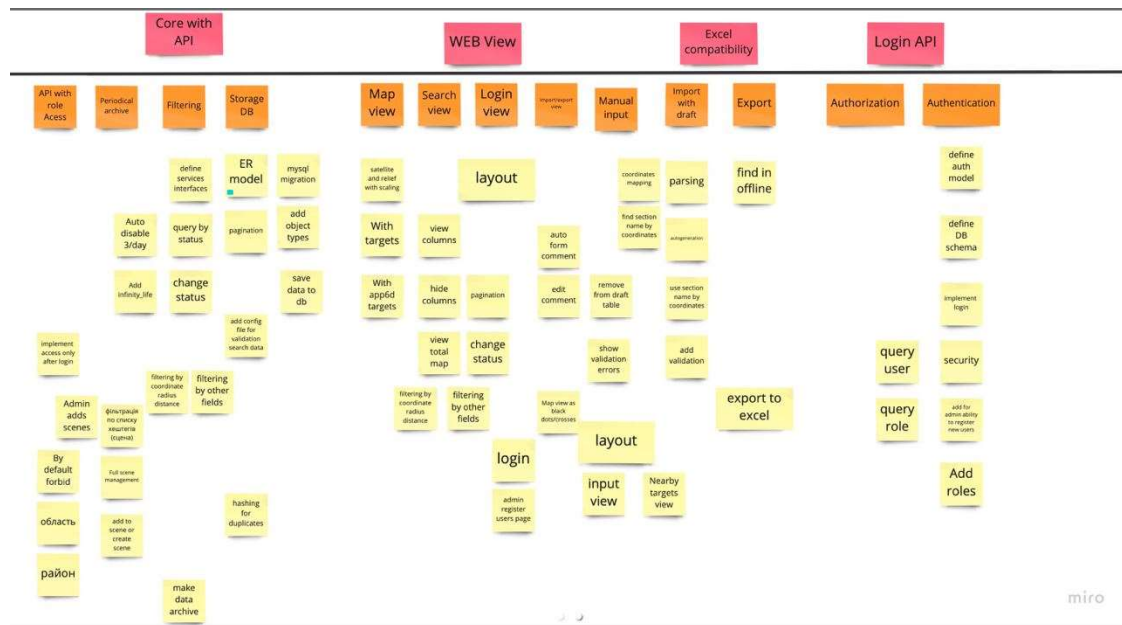 Core with
API
WEB View
Excel
compatibility
Login API
API with
role
Acess
Periodical
archive
Filtering
Storage
DB
Map
view
Search
view
Login
view
Import/export
view
Manual
input
Import
with
draft
Export
Authorization
Authentication
define
services
interfaces
ER
model
mysql
migration
satellite
and relief
with scaling
layout
coordinates
mapping
parsing
find in
offline
define
auth
model
Auto
disable
3/day
query by
status
pagination
add
object
types
With
targets
view
columns
auto
form
comment
find section
name by
coordinates
autogeneration
define
DB
schema
Add
infinity_life
change
status
save
data to
db
With
app6d
targets
hide
columns
pagination
edit
comment
remove
from draft
table
use section
name by
coordinates
implement
login
implement
access only
after login
add config
file for
validation
search data
view
total
map
change
status
show
validation
errors
add
validation
query
user
security
filtering by
coordinate
radius
distance
filtering
by other
fields
Admin
adds
scenes
фільтрація
по списку
хештегів
(сцена)
filtering by
coordinate
radius
distance
filtering
by other
fields
Map view as
black
dots/crosses
export to
excel
query
role
add for
admin ability
to register
new users
layout
By
default
forbid
Full scene
management
login
input
view
Nearby
targets
view
Add
roles
область
add to
scene or
create
scene
hashing
for
duplicates
admin
register
users page
район
make
data
archive
miro